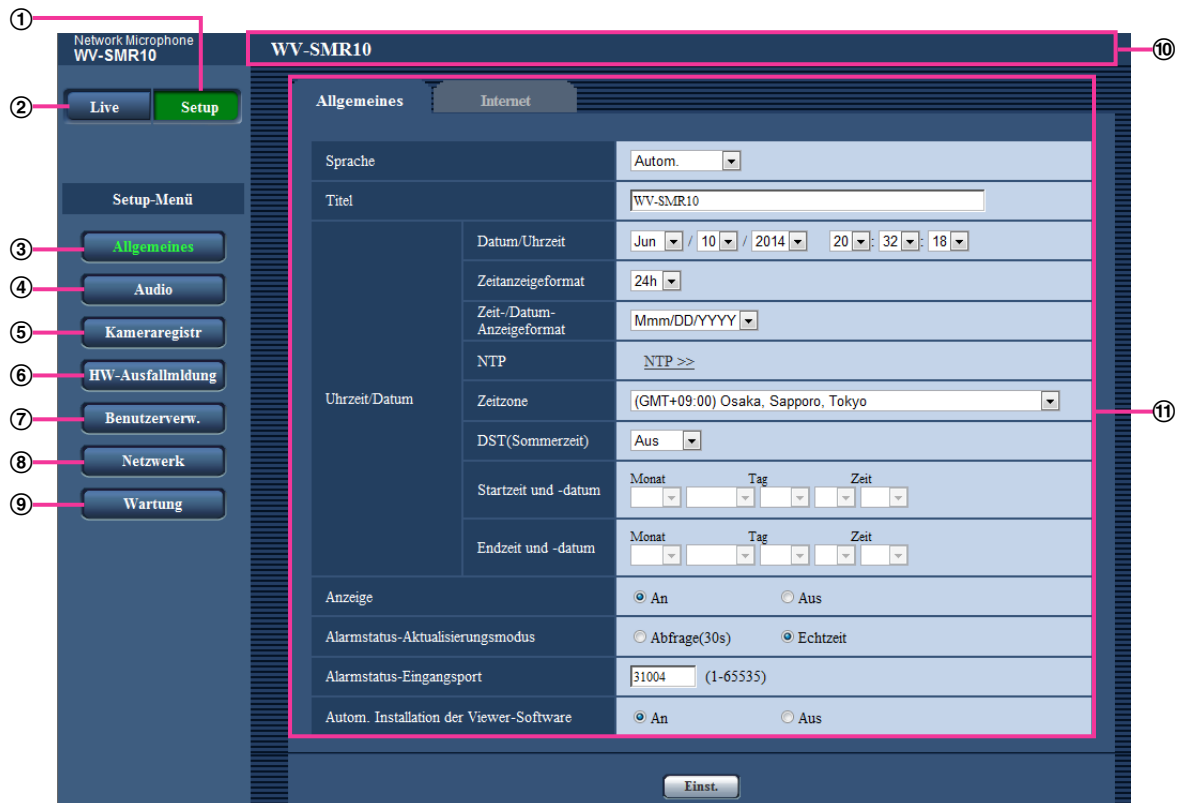 ①
Network Microphone
WV-SMR10
WV-SMR10
⑩
② Live Setup
Allgemeines Internet
Sprache Autom.
Setup-Menü
Titel WV-SMR10
③ Allgemeines
④ Audio
⑤ Kameraregistr
⑥ HW-Ausfallmldung
⑦ Benutzerverw.
⑧ Netzwerk
⑨ Wartung
Uhrzeit/Datum
Datum/Uhrzeit Jun / 10 / 2014 20 : 32 : 18
Zeitanzeigeformat 24h
Zeit-/Datum-
Anzeigeformat Mmm/DD/YYYY
NTP NTP >>
Zeitzone (GMT+09:00) Osaka, Sapporo, Tokyo
⑪
DST(Sommerzeit) Aus
Startzeit und -datum Monat Tag Zeit
Endzeit und -datum Monat Tag Zeit
Anzeige An Aus
Alarmstatus-Aktualisierungsmodus Abfrage(30s) Echtzeit
Alarmstatus-Eingangsport 31004 (1-65535)
Autom. Installation der Viewer-Software An Aus
Einst.